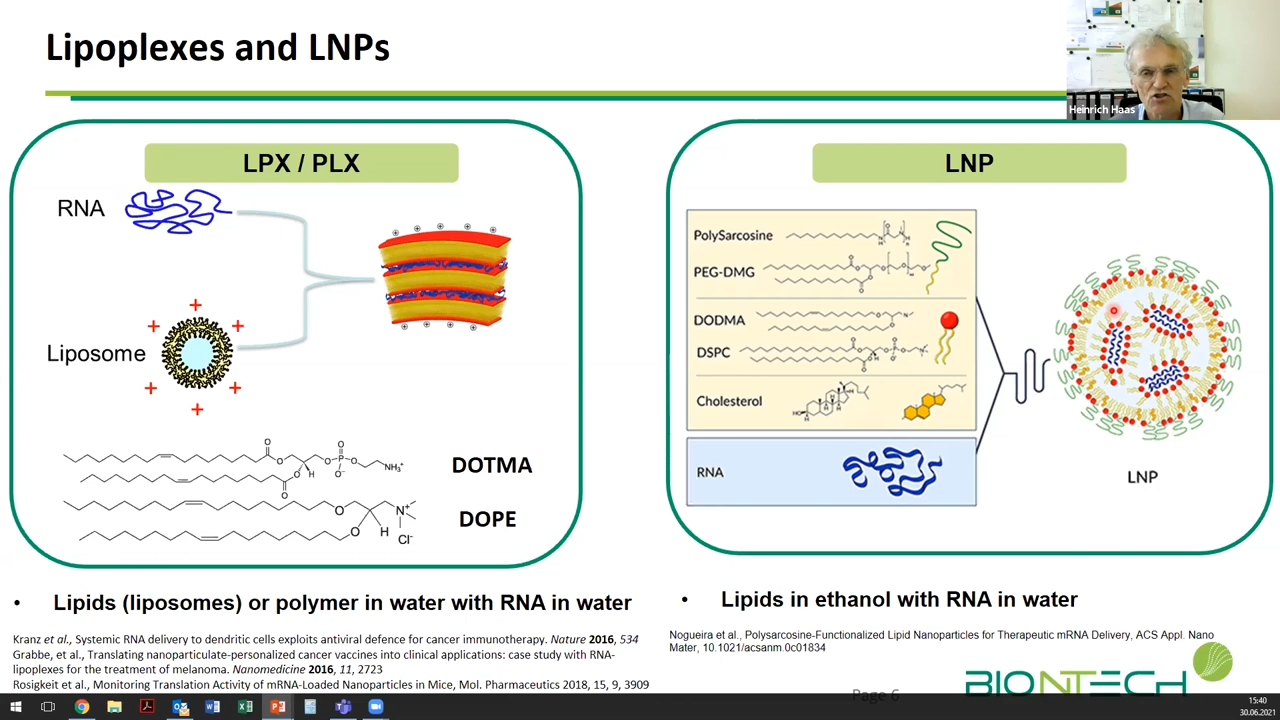 Lipoplexes and LNPs
Heinrich Haas
LPX / PLX
RNA
Liposome
DOTMA
DOPE
• Lipids (liposomes) or polymer in water with RNA in water
Kranz et al., Systemic RNA delivery to dendritic cells exploits antiviral defence for cancer immunotherapy. Nature 2016, 534
Grabbe, et al., Translating nanoparticulate-personalized cancer vaccines into clinical applications: case study with RNA-
lipoplexes for the treatment of melanoma. Nanomedicine 2016, 11, 2723
Rosigkeit et al., Monitoring Translation Activity of mRNA-Loaded Nanoparticles in Mice, Mol. Pharmaceutics 2018, 15, 9, 3909
LNP
PolySarcosine
PEG-DMG
DODMA
DSPC
Cholesterol
RNA
LNP
• Lipids in ethanol with RNA in water
Nogueira et al., Polysarcosine-Functionalized Lipid Nanoparticles for Therapeutic mRNA Delivery, ACS Appl. Nano
Mater, 10.1021/acsanm.0c01834
BIONTECH
Page 6
15:40
30.06.2021